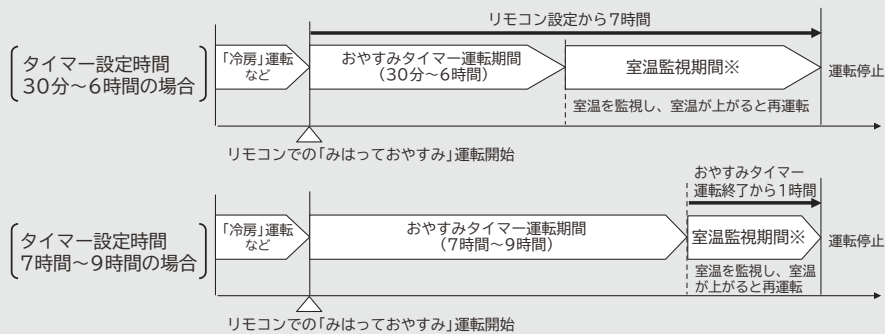 リモコン設定から7時間
タイマー設定時間
30分～6時間の場合
「冷房」運転
など
おやすみタイマー運転期間
（30分～6時間）
室温監視期間※
運転停止
室温を監視し、室温が上がると再運転
リモコンでの「みはっておやすみ」運転開始
おやすみタイマー
運転終了から1時間
タイマー設定時間
7時間～9時間の場合
「冷房」運転
など
おやすみタイマー運転期間
（7時間～9時間）
室温監視期間※
運転停止
室温を監視し、室温
が上がると再運転
リモコンでの「みはっておやすみ」運転開始